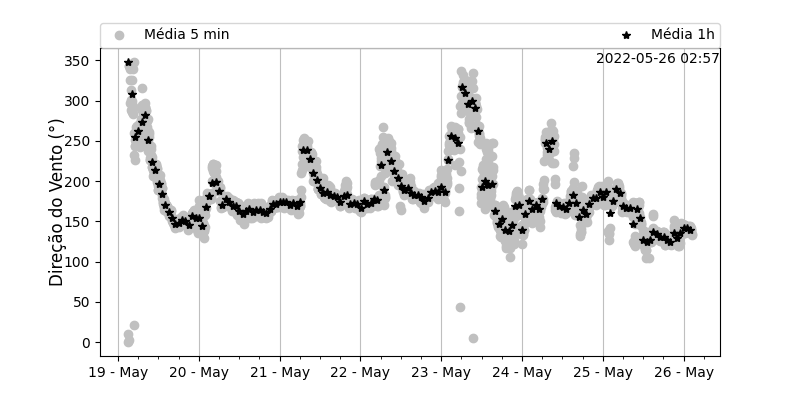 Média 5 min
Média 1h
2022-05-26 02:57
Direção do Vento (°)
350
300
250
200
150
100
50
0
19 - May
20 - May
21 - May
22 - May
23 - May
24 - May
25 - May
26 - May